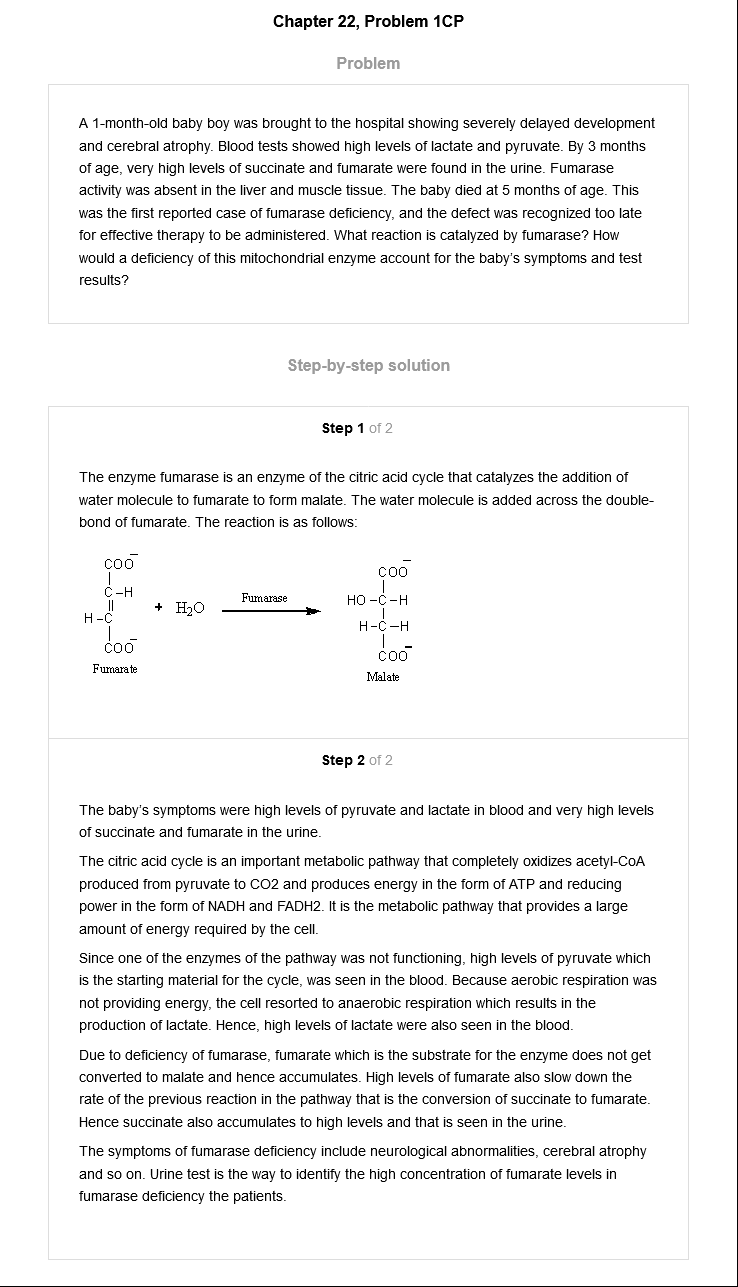 Chapter 22, Problem 1CP
Problem
A 1-month-old baby boy was brought to the hospital showing severely delayed development
and cerebral atrophy. Blood tests showed high levels of lactate and pyruvate. By 3 months
of age, very high levels of succinate and fumarate were found in the urine. Fumarase
activity was absent in the liver and muscle tissue. The baby died at 5 months of age. This
was the first reported case of fumarase deficiency, and the defect was recognized too late
for effective therapy to be administered. What reaction is catalyzed by fumarase? How
would a deficiency of this mitochondrial enzyme account for the baby's symptoms and test
results?
Step-by-step solution
Step 1 of 2
The enzyme fumarase is an enzyme of the citric acid cycle that catalyzes the addition of
water molecule to fumarate to form malate. The water molecule is added across the double-
bond of fumarate. The reaction is as follows:
COO⁻
C–H
H–C
COO⁻
Fumarate
+ H₂O
Fumarase
COO⁻
HO–C–H
H–C–H
COO⁻
Malate
Step 2 of 2
The baby's symptoms were high levels of pyruvate and lactate in blood and very high levels
of succinate and fumarate in the urine.
The citric acid cycle is an important metabolic pathway that completely oxidizes acetyl-CoA
produced from pyruvate to CO2 and produces energy in the form of ATP and reducing
power in the form of NADH and FADH2. It is the metabolic pathway that provides a large
amount of energy required by the cell.
Since one of the enzymes of the pathway was not functioning, high levels of pyruvate which
is the starting material for the cycle, was seen in the blood. Because aerobic respiration was
not providing energy, the cell resorted to anaerobic respiration which results in the
production of lactate. Hence, high levels of lactate were also seen in the blood.
Due to deficiency of fumarase, fumarate which is the substrate for the enzyme does not get
converted to malate and hence accumulates. High levels of fumarate also slow down the
rate of the previous reaction in the pathway that is the conversion of succinate to fumarate.
Hence succinate also accumulates to high levels and that is seen in the urine.
The symptoms of fumarase deficiency include neurological abnormalities, cerebral atrophy
and so on. Urine test is the way to identify the high concentration of fumarate levels in
fumarase deficiency the patients.